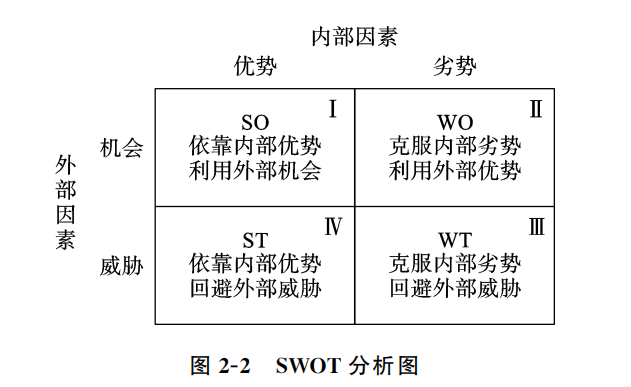 内部因素
优势 劣势
机会
外部因素
Ⅰ
SO
依靠内部优势
利用外部机会
Ⅱ
WO
克服内部劣势
利用外部优势
威胁
Ⅳ
ST
依靠内部优势
回避外部威胁
Ⅲ
WT
克服内部劣势
回避外部威胁
图 2-2 SWOT 分析图